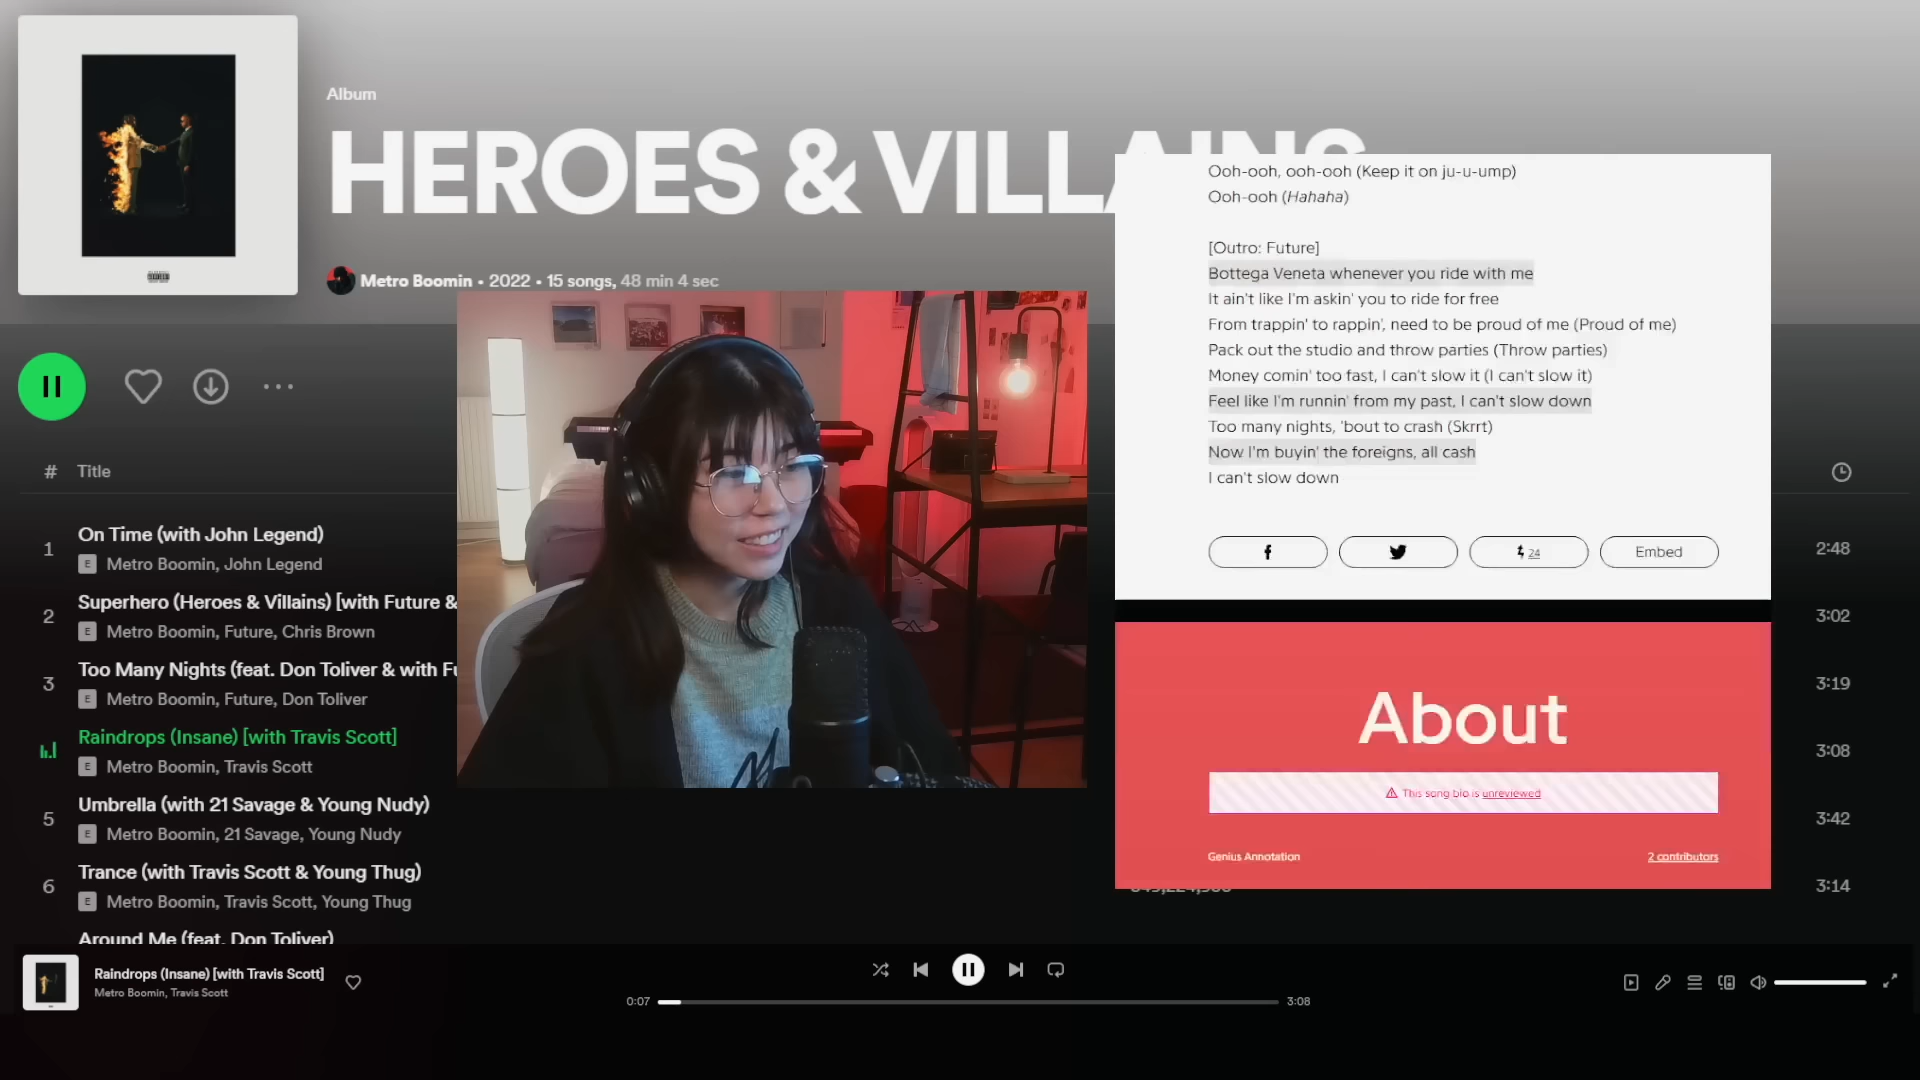 Album
HEROES & VILLAINS
Metro Boomin • 2022 • 15 songs, 48 min 4 sec
# Title
1 On Time (with John Legend) 2:48
E Metro Boomin, John Legend
2 Superhero (Heroes & Villains) [with Future & 3:02
E Metro Boomin, Future, Chris Brown
3 Too Many Nights (feat. Don Toliver & with Fu 3:19
E Metro Boomin, Future, Don Toliver
Raindrops (Insane) [with Travis Scott] 3:08
E Metro Boomin, Travis Scott
5 Umbrella (with 21 Savage & Young Nudy) 3:42
E Metro Boomin, 21 Savage, Young Nudy
6 Trance (with Travis Scott & Young Thug) 3:14
E Metro Boomin, Travis Scott, Young Thug
Around Me (feat. Don Toliver)
Ooh-ooh, ooh-ooh (Keep it on ju-u-ump)
Ooh-ooh (Hahaha)
[Outro: Future]
Bottega Veneta whenever you ride with me
It ain't like I'm askin' you to ride for free
From trappin' to rappin', need to be proud of me (Proud of me)
Pack out the studio and throw parties (Throw parties)
Money comin' too fast, I can't slow it (I can't slow it)
Feel like I'm runnin' from my past, I can't slow down
Too many nights, 'bout to crash (Skrrt)
Now I'm buyin' the foreigns, all cash
I can't slow down
24 Embed
About
This song bio is unreviewed
Genius Annotation 2 contributors
Raindrops (Insane) [with Travis Scott]
Metro Boomin, Travis Scott
0:07 3:08